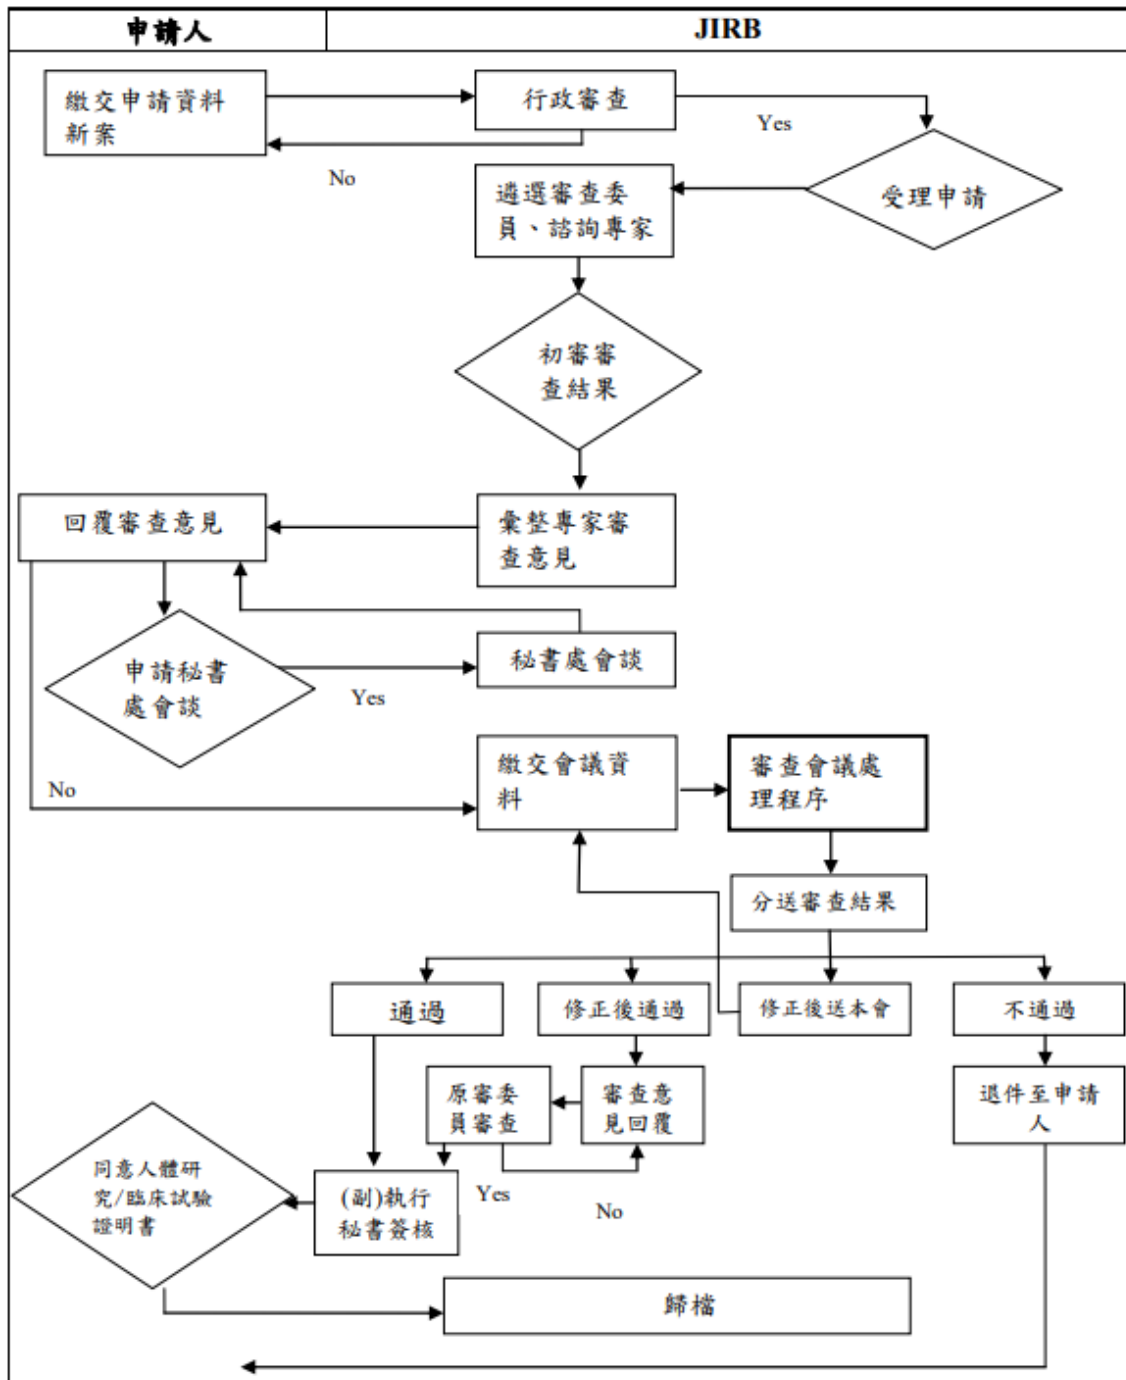 申請人
JIRB
繳交申請資料
新案
行政審查
Yes
No
遴選審查委
員、諮詢專家
受理申請
初審審
查結果
回覆審查意見
彙整專家審
查意見
申請秘書
處會談
Yes
秘書處會談
No
繳交會議資
料
審查會議處
理程序
分送審查結果
通過
修正後通過
修正後送本會
不通過
原審委
員審查
審查意
見回覆
退件至申請
人
同意人體研
究/臨床試驗
證明書
(副)執行
秘書簽核
Yes
No
歸檔